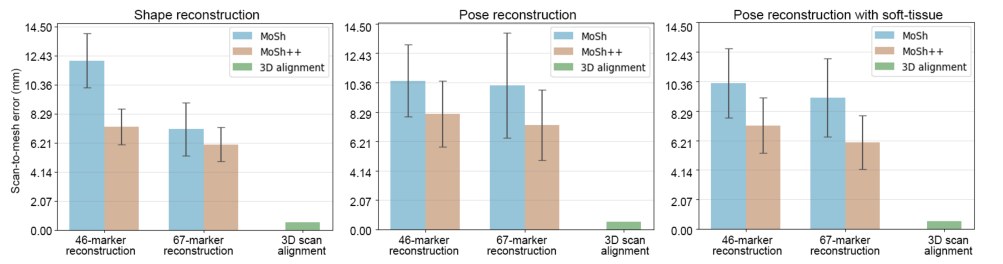 Shape reconstruction
Scan-to-mesh error (mm)
14.50
12.43
10.36
8.29
6.21
4.14
2.07
0.00
MoSh
MoSh++
3D alignment
46-marker
reconstruction
67-marker
reconstruction
3D scan
alignment
Pose reconstruction
14.50
12.43
10.36
8.29
6.21
4.14
2.07
0.00
MoSh
MoSh++
3D alignment
46-marker
reconstruction
67-marker
reconstruction
3D scan
alignment
Pose reconstruction with soft-tissue
14.50
12.43
10.36
8.29
6.21
4.14
2.07
0.00
MoSh
MoSh++
3D alignment
46-marker
reconstruction
67-marker
reconstruction
3D scan
alignment